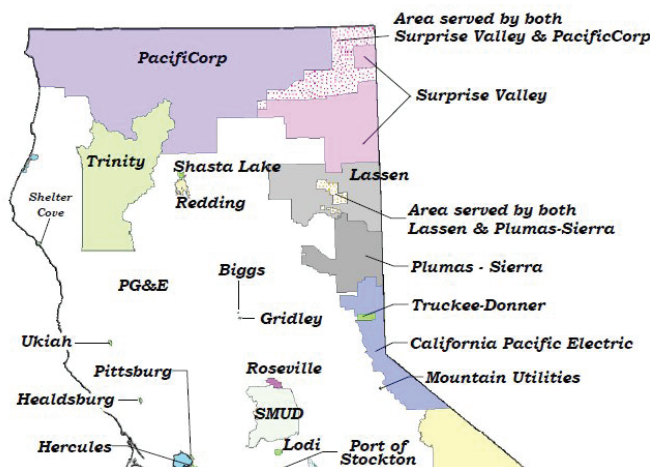 Area served by both
Surprise Valley & PacificCorp
PacifiCorp
Surprise Valley
Trinity
Shasta Lake
Lassen
Redding
Shelter
Cove
Area served by both
Lassen & Plumas-Sierra
Biggs
Plumas - Sierra
PG&E
Truckee-Donner
Gridley
Ukiah
California Pacific Electric
Pittsburg
Roseville
Mountain Utilities
Healdsburg
SMUD
Hercules
Lodi
Port of
Stockton